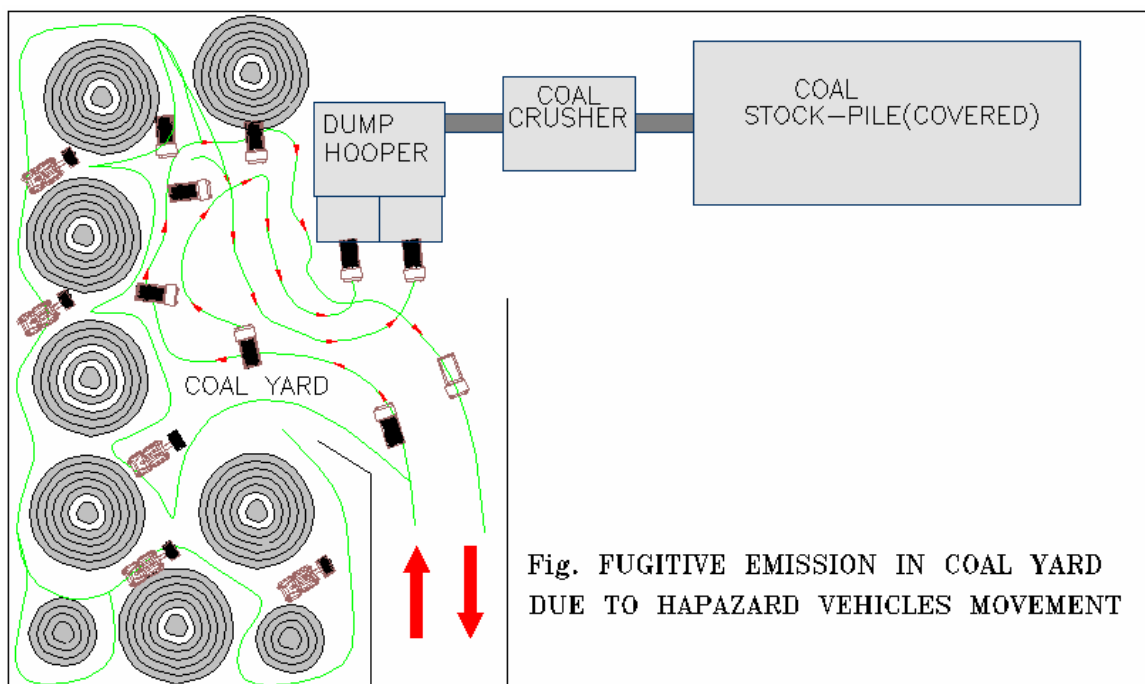 DUMP
HOOPER
COAL
CRUSHER
COAL
STOCK-PILE(COVERED)
COAL YARD
Fig. FUGITIVE EMISSION IN COAL YARD
DUE TO HAPAZARD VEHICLES MOVEMENT